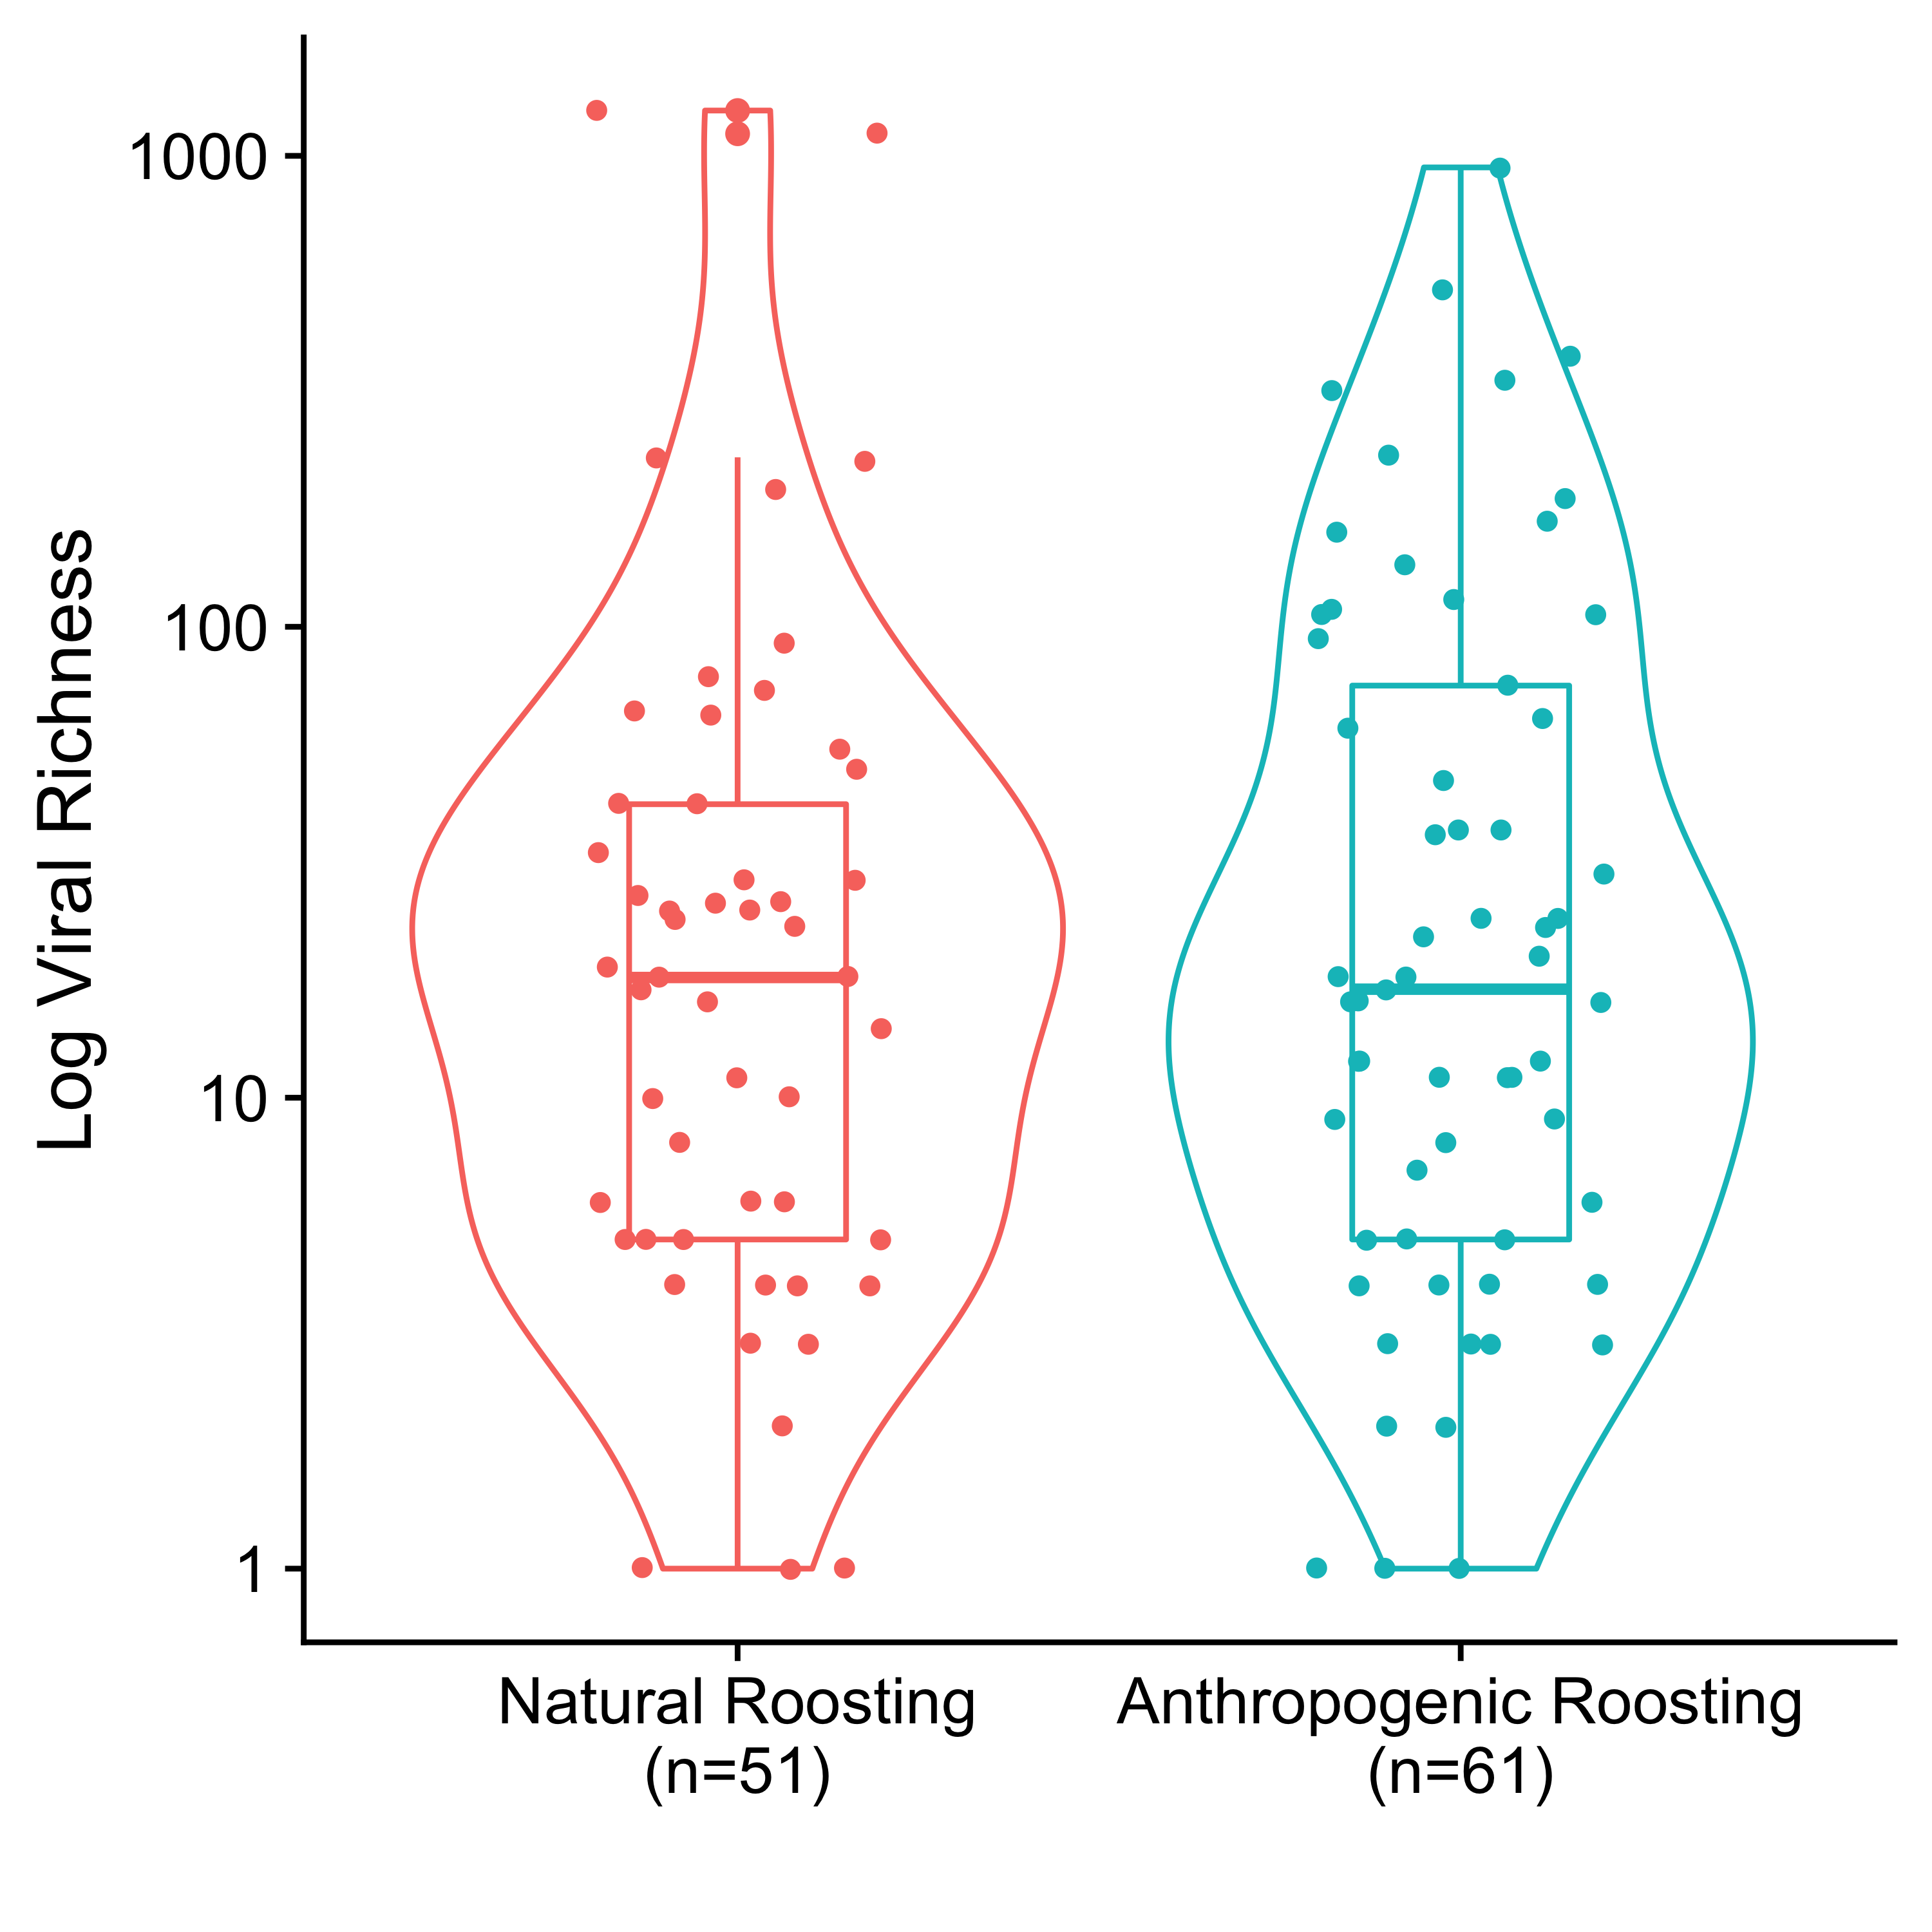 Log Viral Richness
1000
100
10
1
Natural Roosting
(n=51)
Anthropogenic Roosting
(n=61)